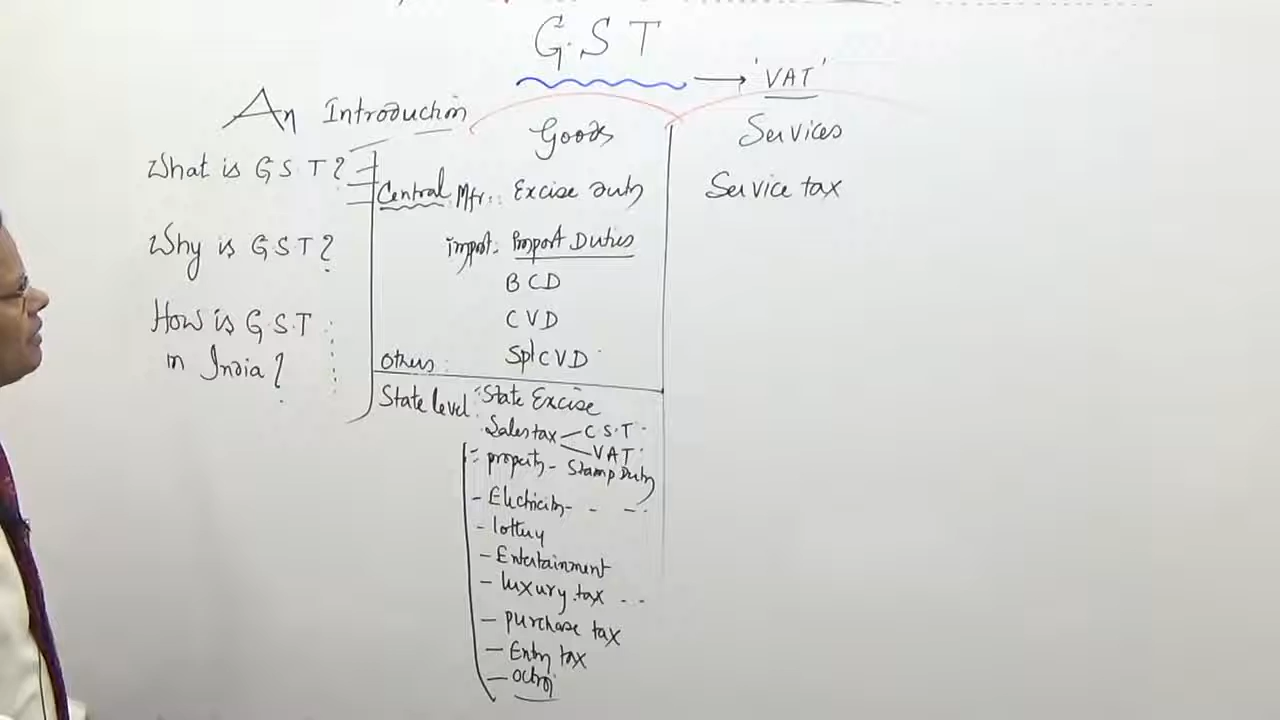 G.S T
'VAT'
An Introduction
Goods
Services
What is G S T?
Central Mfr:. Excise duty
Service tax
Why is G S T?
import: Import Duties
BCD
How is G.S.T
in India?
CVD
others: Spl CVD
State level: State Excise
Sales tax C S.T
VAT
property - Stamp Duty
- Electricity-
- lottery
- Entertainment
- luxury tax
- purchase tax
- Entry tax
- octroi